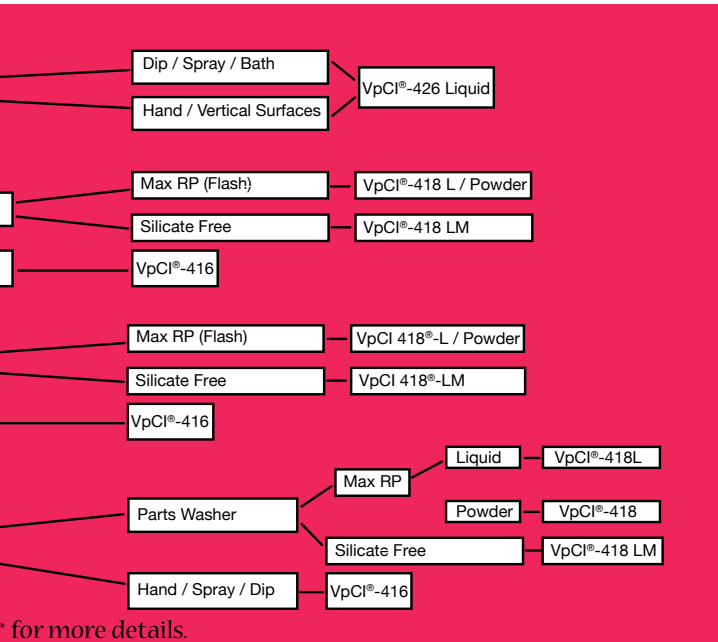 Dip / Spray / Bath
VpCI®-426 Liquid
Hand / Vertical Surfaces
Max RP (Flash)
VpCI®-418 L / Powder
Silicate Free
VpCI®-418 LM
VpCI®-416
Max RP (Flash)
VpCI 418®-L / Powder
Silicate Free
VpCI 418®-LM
VpCI®-416
Liquid
VpCI®-418L
Max RP
Parts Washer
Powder
VpCI®-418
Silicate Free
VpCI®-418 LM
Hand / Spray / Dip
VpCI®-416
® for more details.